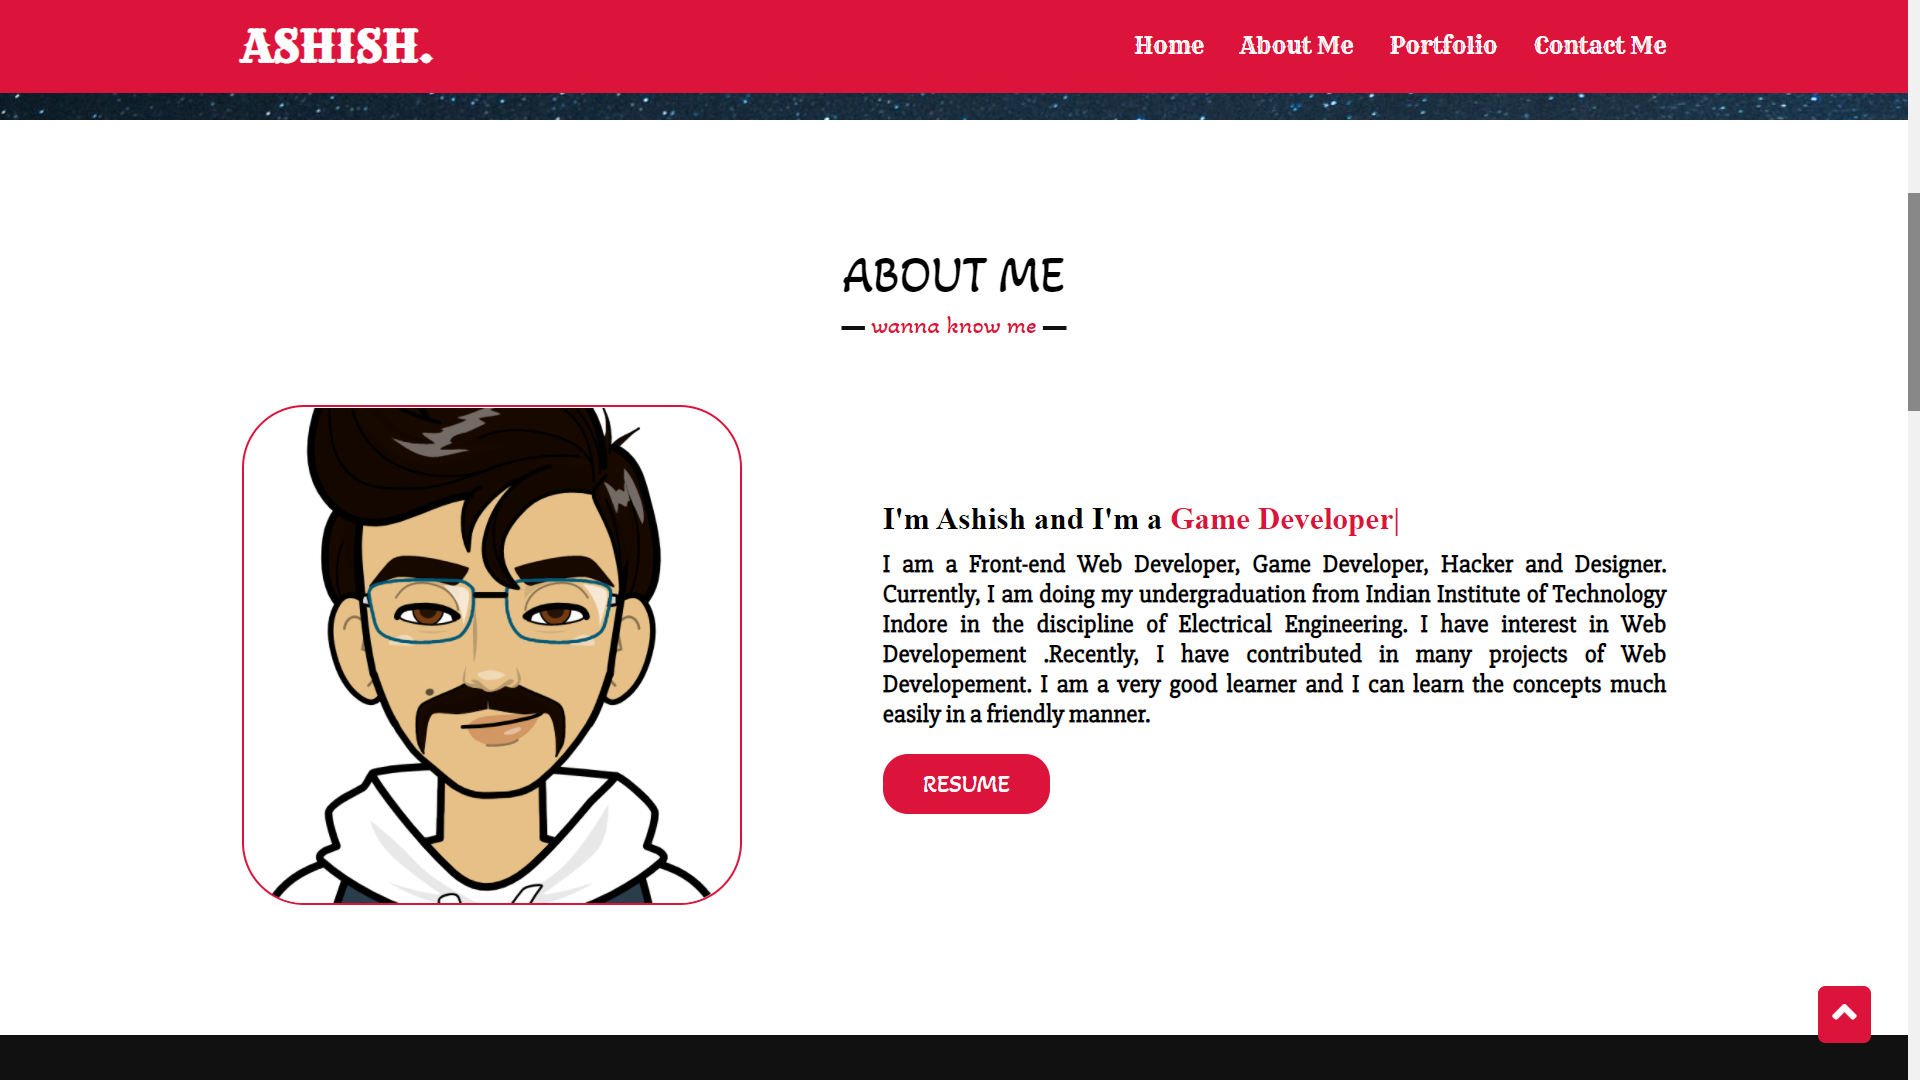 ASHISH.
Home About Me Portfolio Contact Me
ABOUT ME
wanna know me
I'm Ashish and I'm a Game Developer|
I am a Front-end Web Developer, Game Developer, Hacker and Designer.
Currently, I am doing my undergraduation from Indian Institute of Technology
Indore in the discipline of Electrical Engineering. I have interest in Web
Developement .Recently, I have contributed in many projects of Web
Developement. I am a very good learner and I can learn the concepts much
easily in a friendly manner.
RESUME